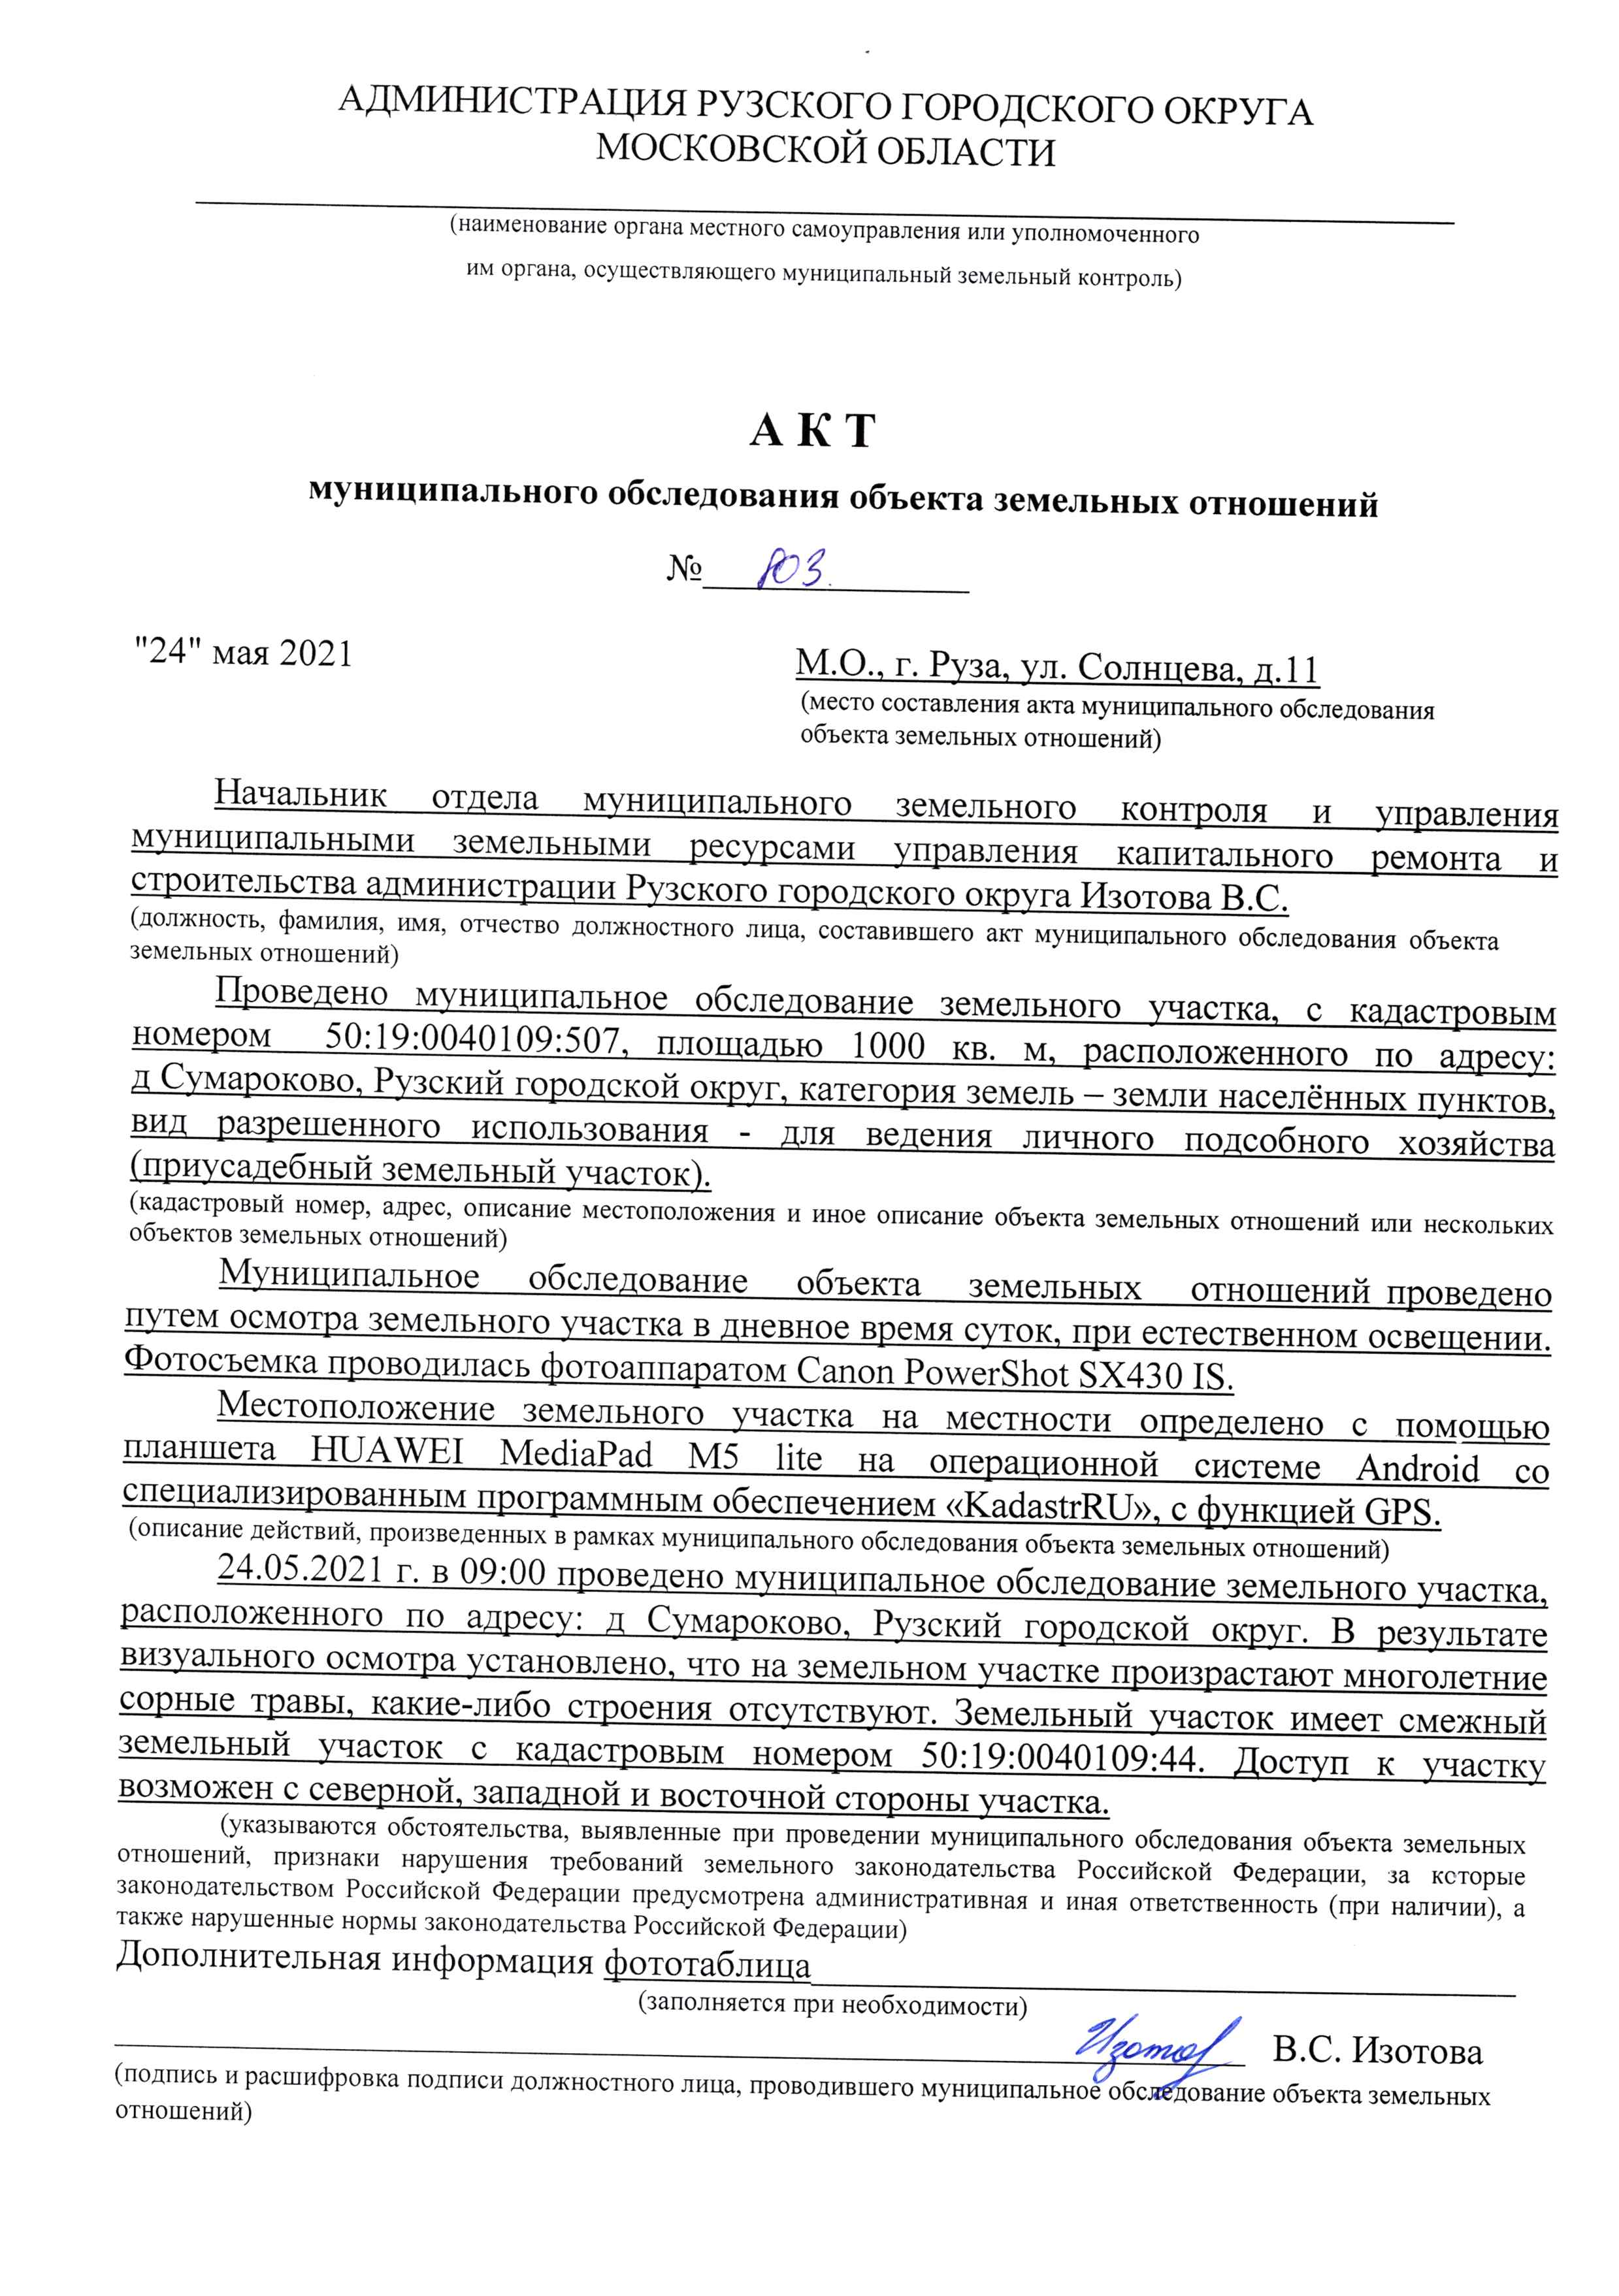 АДМИНИСТРАЦИЯ РУЗСКОГО ГОРОДСКОГО ОКРУГА
МОСКОВСКОЙ ОБЛАСТИ
(наименование органа местного самоуправления или уполномоченного
им органа, осуществляющего муниципальный земельный контроль)
А К Т
муниципального обследования объекта земельных отношений
№ 103.
"24" мая 2021
М.О., г. Руза, ул. Солнцева, д.11
(место составления акта муниципального обследования
объекта земельных отношений)
Начальник отдела муниципального земельного контроля и управления
муниципальными земельными ресурсами управления капитального ремонта и
строительства администрации Рузского городского округа Изотова В.С.
(должность, фамилия, имя, отчество должностного лица, составившего акт муниципального обследования объекта
земельных отношений)
Проведено муниципальное обследование земельного участка, с кадастровым
номером 50:19:0040109:507, площадью 1000 кв. м, расположенного по адресу:
д Сумароково, Рузский городской округ, категория земель – земли населённых пунктов,
вид разрешенного использования - для ведения личного подсобного хозяйства
(приусадебный земельный участок).
(кадастровый номер, адрес, описание местоположения и иное описание объекта земельных отношений или нескольких
объектов земельных отношений)
Муниципальное обследование объекта земельных отношений проведено
путем осмотра земельного участка в дневное время суток, при естественном освещении.
Фотосъемка проводилась фотоаппаратом Canon PowerShot SX430 IS.
Местоположение земельного участка на местности определено с помощью
планшета HUAWEI MediaPad M5 lite на операционной системе Android со
специализированным программным обеспечением «KadastrRU», с функцией GPS.
(описание действий, произведенных в рамках муниципального обследования объекта земельных отношений)
24.05.2021 г. в 09:00 проведено муниципальное обследование земельного участка,
расположенного по адресу: д Сумароково, Рузский городской округ. В результате
визуального осмотра установлено, что на земельном участке произрастают многолетние
сорные травы, какие-либо строения отсутствуют. Земельный участок имеет смежный
земельный участок с кадастровым номером 50:19:0040109:44. Доступ к участку
возможен с северной, западной и восточной стороны участка.
(указываются обстоятельства, выявленные при проведении муниципального обследования объекта земельных
отношений, признаки нарушения требований земельного законодательства Российской Федерации, за которые
законодательством Российской Федерации предусмотрена административная и иная ответственность (при наличии), а
также нарушенные нормы законодательства Российской Федерации)
Дополнительная информация фототаблица
(заполняется при необходимости)
Изотов В.С. Изотова
(подпись и расшифровка подписи должностного лица, проводившего муниципальное обследование объекта земельных
отношений)